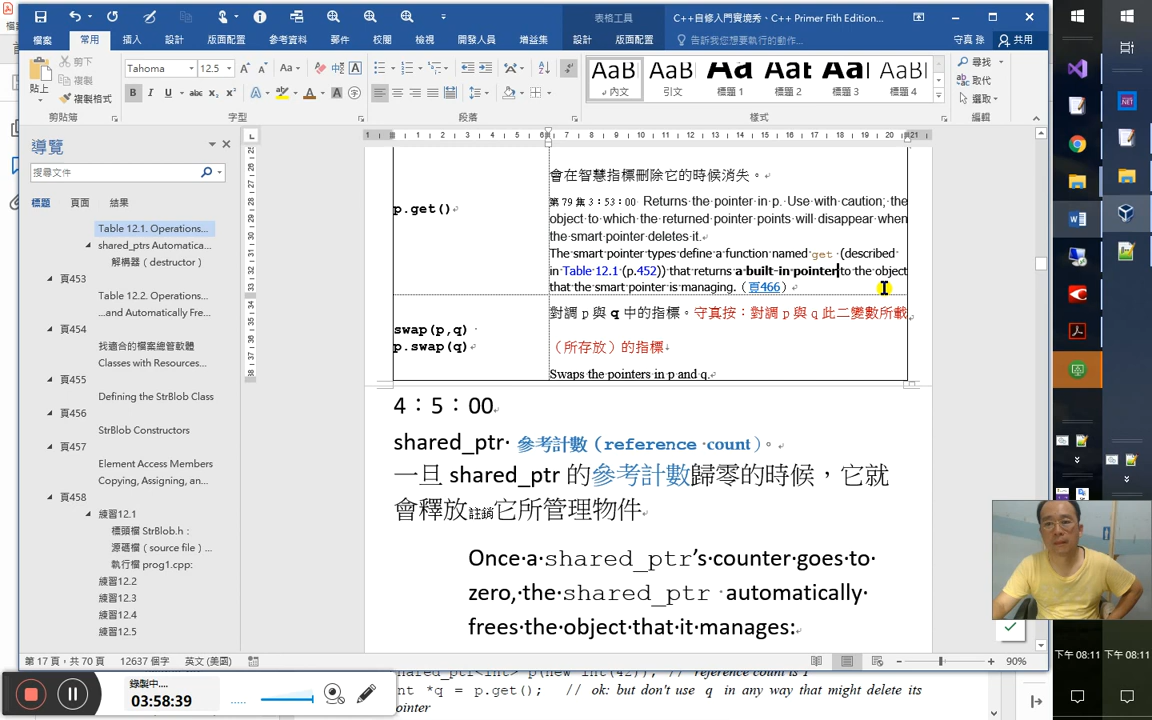 表格工具
C++自修入門實境秀、C++ Primer Fith Edition...
檔案
常用
插入
設計
版面配置
參考資料
郵件
校閱
檢視
開發人員
增益集
設計
版面配置
告訴我您想要執行的動作...
守真 孫
共用
貼上
剪下
複製
複製格式
Tahoma
12.5
AaBb
AaBb
AaBb
AaBb
AaBb
AaBb
內文
引文
標題 1
標題 2
標題 3
標題 4
尋找
取代
選取
剪貼簿
字型
段落
樣式
編輯
導覽
搜尋文件
標題
頁面
結果
Table 12.1. Operations...
shared_ptrs Automatica...
解構器（destructor）
頁453
Table 12.2. Operations...
...and Automatically Freed
頁454
找適合的檔案總管軟體
Classes with Resources...
頁455
Defining the StrBlob Class
頁456
StrBlob Constructors
頁457
Element Access Members
Copying, Assigning, an...
頁458
練習12.1
標頭檔 StrBlob.h：
源碼檔（source file）...
執行檔 prog1.cpp:
練習12.2
練習12.3
練習12.4
練習12.5
會在智慧指標刪除它的時候消失。
p.get()
第 79 集 3：53：00 Returns the pointer in p. Use with caution; the
object to which the returned pointer points will disappear when
the smart pointer deletes it.
The smart pointer types define a function named get (described
in Table 12.1 (p.452)) that returns a built-in pointer to the object
that the smart pointer is managing.（頁466）
swap(p,q)
p.swap(q)
對調 p 與 q 中的指標。守真按：對調 p 與 q 此二變數所載
（所存放）的指標
Swaps the pointers in p and q.
4：5：00
shared_ptr 參考計數（reference count）。
一旦 shared_ptr 的參考計數歸零的時候，它就
會釋放註銷它所管理物件
Once a shared_ptr’s counter goes to
zero, the shared_ptr automatically
frees the object that it manages:
第 17 頁，共 70 頁
12637 個字
英文 (美國)
90%
錄製中....
03:58:39
shared_ptr<int> p(new int(42)); // reference count is 1
int *q = p.get(); // ok: but don't use q in any way that might delete its
pointer
下午 08:11
下午 08:11